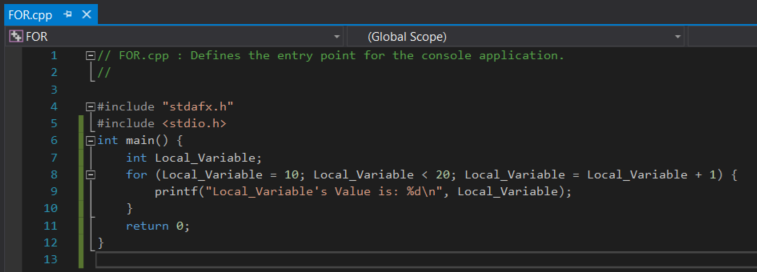 FOR.cpp
FOR (Global Scope)
1 // FOR.cpp : Defines the entry point for the console application.
2 //
3
4 #include "stdafx.h"
5 #include <stdio.h>
6 int main() {
7 int Local_Variable;
8 for (Local_Variable = 10; Local_Variable < 20; Local_Variable = Local_Variable + 1) {
9 printf("Local_Variable's Value is: %d\n", Local_Variable);
10 }
11 return 0;
12 }
13